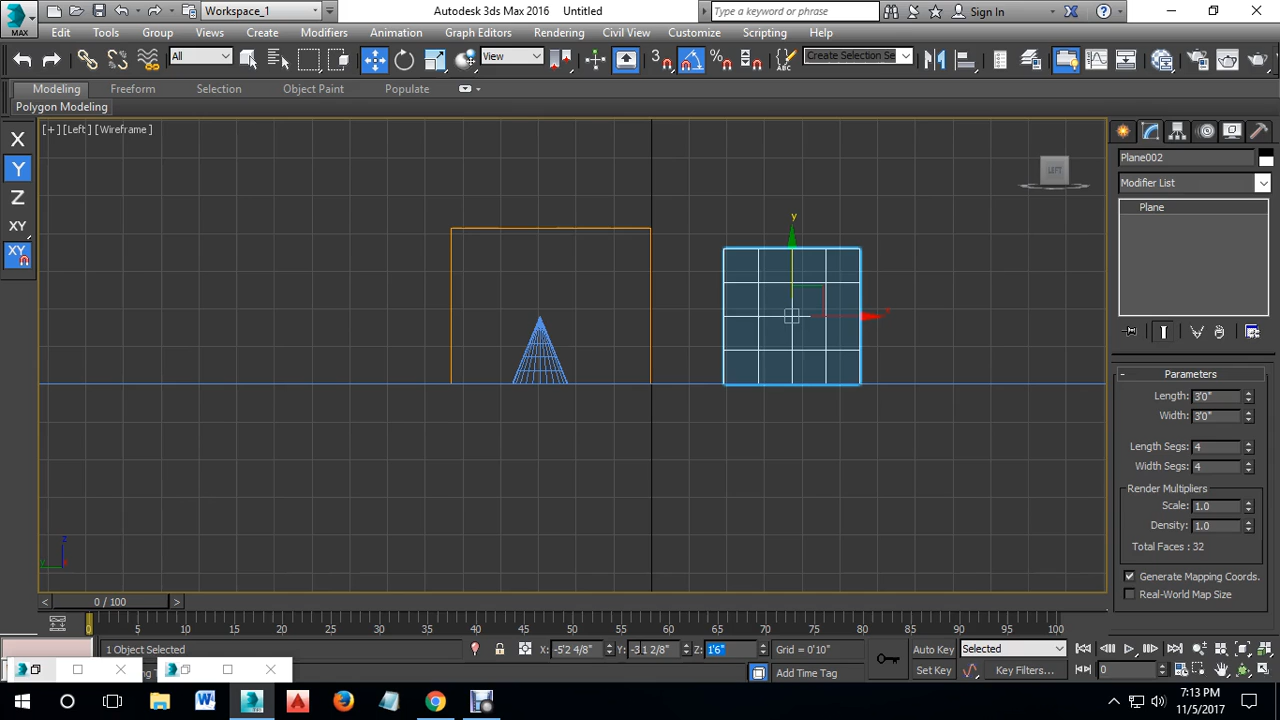 Workspace_1
Autodesk 3ds Max 2016 Untitled
Type a keyword or phrase
Sign In
MAX
Edit Tools Group Views Create Modifiers Animation Graph Editors Rendering Civil View Customize Scripting Help
All
View
3
Create Selection Se
Modeling Freeform Selection Object Paint Populate
Polygon Modeling
X
Y
Z
XY
XY
[+] [Left] [Wireframe]
LEFT
y
x
z
y
Plane002
Modifier List
Plane
- Parameters
Length: 3'0"
Width: 3'0"
Length Segs: 4
Width Segs: 4
Render Multipliers
Scale: 1.0
Density: 1.0
Total Faces : 32
Generate Mapping Coords.
Real-World Map Size
< 0 / 100 >
0 5 10 15 20 25 30 35 40 45 50 55 60 65 70 75 80 85 90 95 100
1 Object Selected
X: -5'2 4/8" Y: -3'1 2/8" Z: 1'6" Grid = 0'10"
Auto Key Selected
Add Time Tag
Set Key Key Filters...
0
7:13 PM
11/5/2017